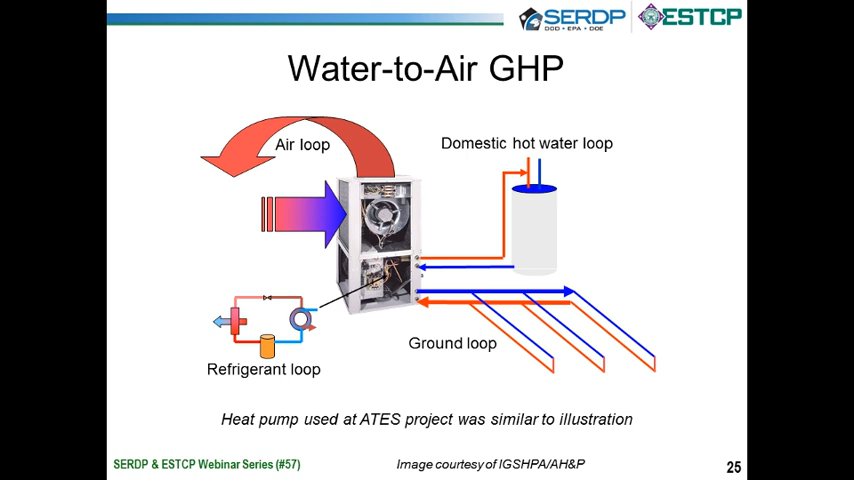 SERDP
DOD • EPA • DOE
ESTCP
Water-to-Air GHP
Air loop
Domestic hot water loop
Ground loop
Refrigerant loop
Heat pump used at ATES project was similar to illustration
SERDP & ESTCP Webinar Series (#57)
Image courtesy of IGSHPA/AH&P
25